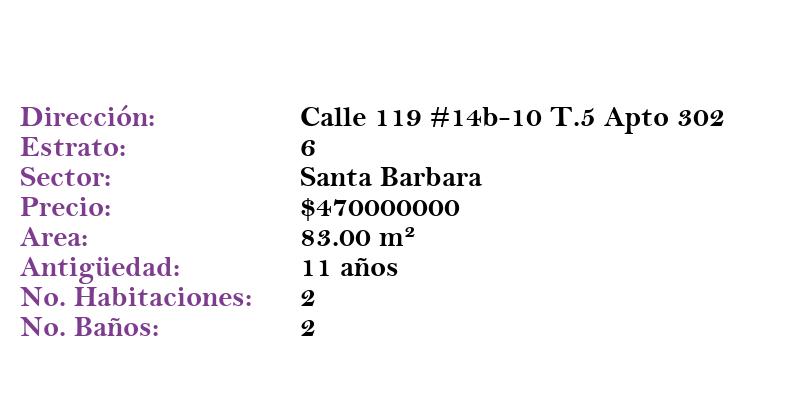 Dirección: Calle 119 #14b-10 T.5 Apto 302
Estrato: 6
Sector: Santa Barbara
Precio: $470000000
Area: 83.00 m²
Antigüedad: 11 años
No. Habitaciones: 2
No. Baños: 2